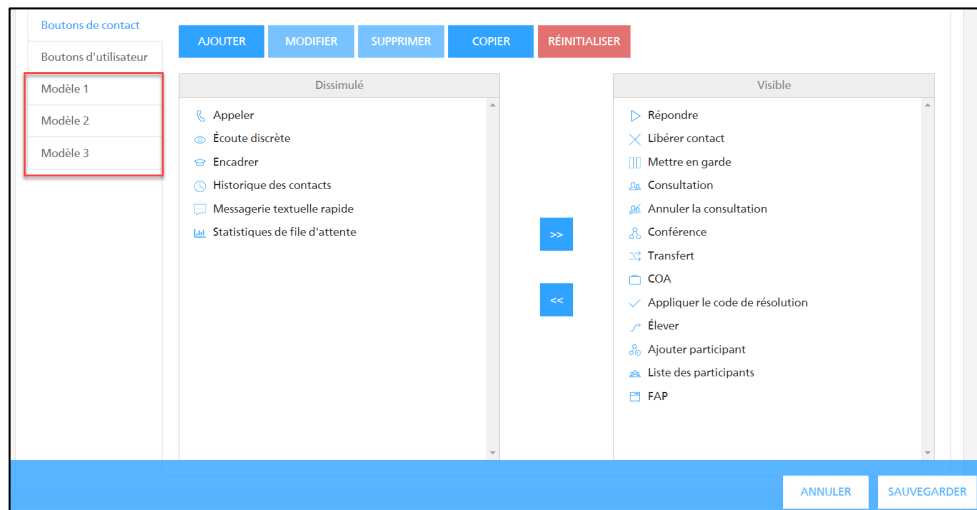 Boutons de contact
Boutons d'utilisateur
Modèle 1
Modèle 2
Modèle 3
AJOUTER
MODIFIER
SUPPRIMER
COPIER
RÉINITIALISER
Dissimulé
Appeler
Écoute discrète
Encadrer
Historique des contacts
Messagerie textuelle rapide
Statistiques de file d'attente
>>
<<
Visible
Répondre
Libérer contact
Mettre en garde
Consultation
Annuler la consultation
Conférence
Transfert
COA
Appliquer le code de résolution
Élever
Ajouter participant
Liste des participants
FAP
ANNULER
SAUVEGARDER